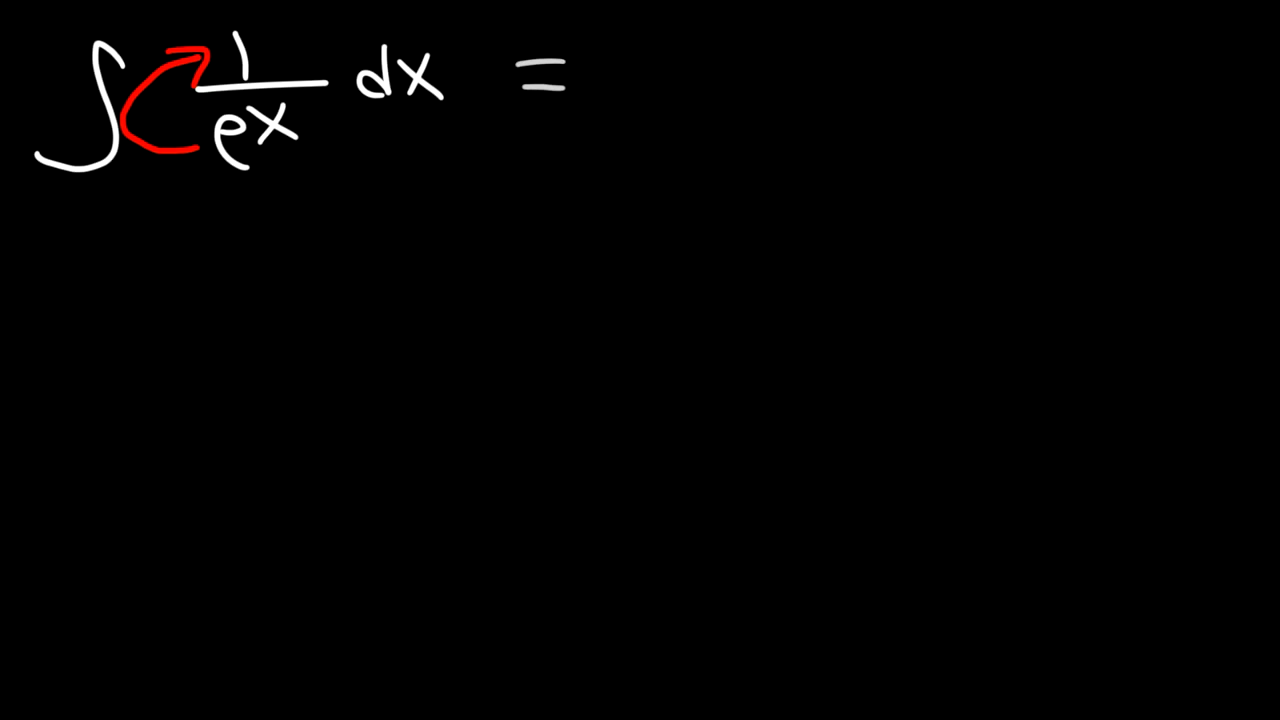 ∫ 1/e^x dx =